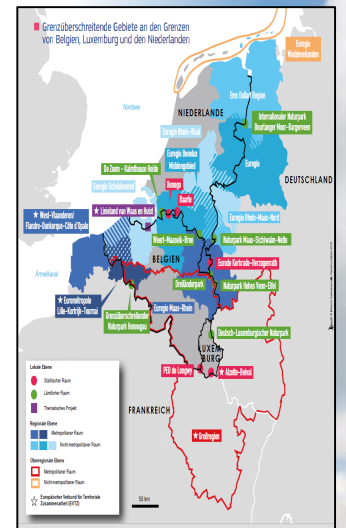 Grenzüberschreitende Gebiete an den Grenzen
von Belgien, Luxemburg und den Niederlanden
Euregio
Waddeneilanden
Nordsee
Ems Dollart Region
NIEDERLANDE
Internationaler Naturpark
Bourtanger Moor-Bargerveen
Euregio Rhein-Waal
Euregio Benelux
Middengebied
Euregio
De Zoom - Kalmthoutse Heide
DEUTSCHLAND
Euregio Scheldemond
Benego
Baarle
Linieland van Waas en Hulst
West-Vlaanderen/
Flandre-Dunkerque-Côte d'Opale
Euregio Rhein-Maas-Nord
Weert-Maaseik-Bree
Naturpark Maas-Schwalm-Nette
BELGIEN
Eurode Kerkrade-Herzogenrath
Ärmelkanal
Dreiländerpark
Naturpark Hohes Venn-Eifel
Eurometropole
Lille-Kortrijk-Tournai
Euregio Maas-Rhein
Grenzüberschreitender
Naturpark Hennegau
Deutsch-Luxemburgischer Naturpark
LUXEM-
BURG
PED de Longwy
Alzette-Belval
FRANKREICH
Großregion
Lokale Ebene
Städtischer Raum
Ländlicher Raum
Thematisches Projekt
Regionale Ebene
Metropolitaner Raum
Nicht-metropolitaner Raum
Überregionale Ebene
Metropolitaner Raum
Nicht-metropolitaner Raum
Europäischer Verbund für Territoriale
Zusammenarbeit (EVTZ)
50 km